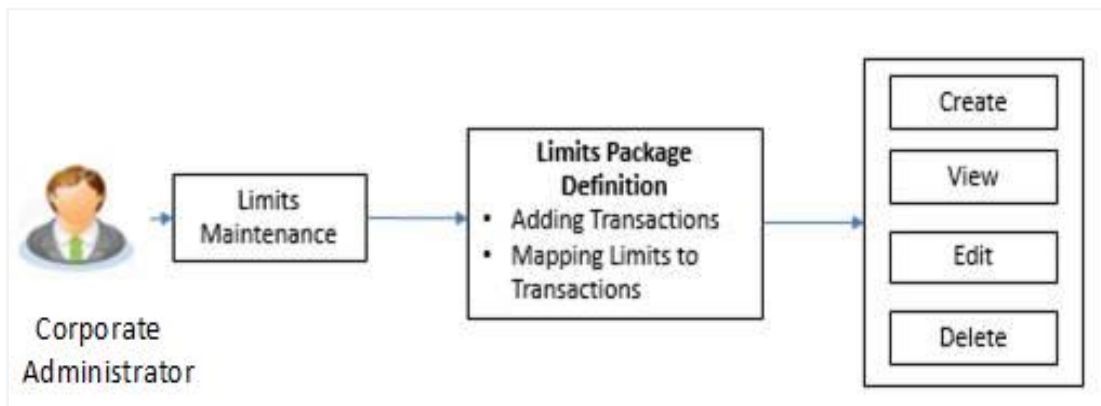 Corporate
Administrator
Limits
Maintenance
Limits Package
Definition
• Adding Transactions
• Mapping Limits to
Transactions
Create
View
Edit
Delete